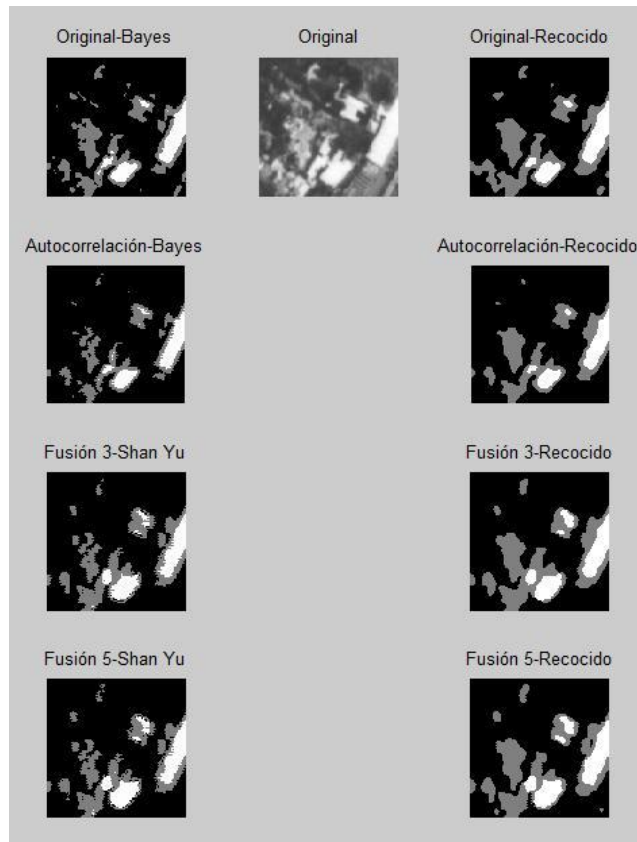 Original-Bayes
Original
Original-Recocido
Autocorrelación-Bayes
Autocorrelación-Recocido
Fusión 3-Shan Yu
Fusión 3-Recocido
Fusión 5-Shan Yu
Fusión 5-Recocido